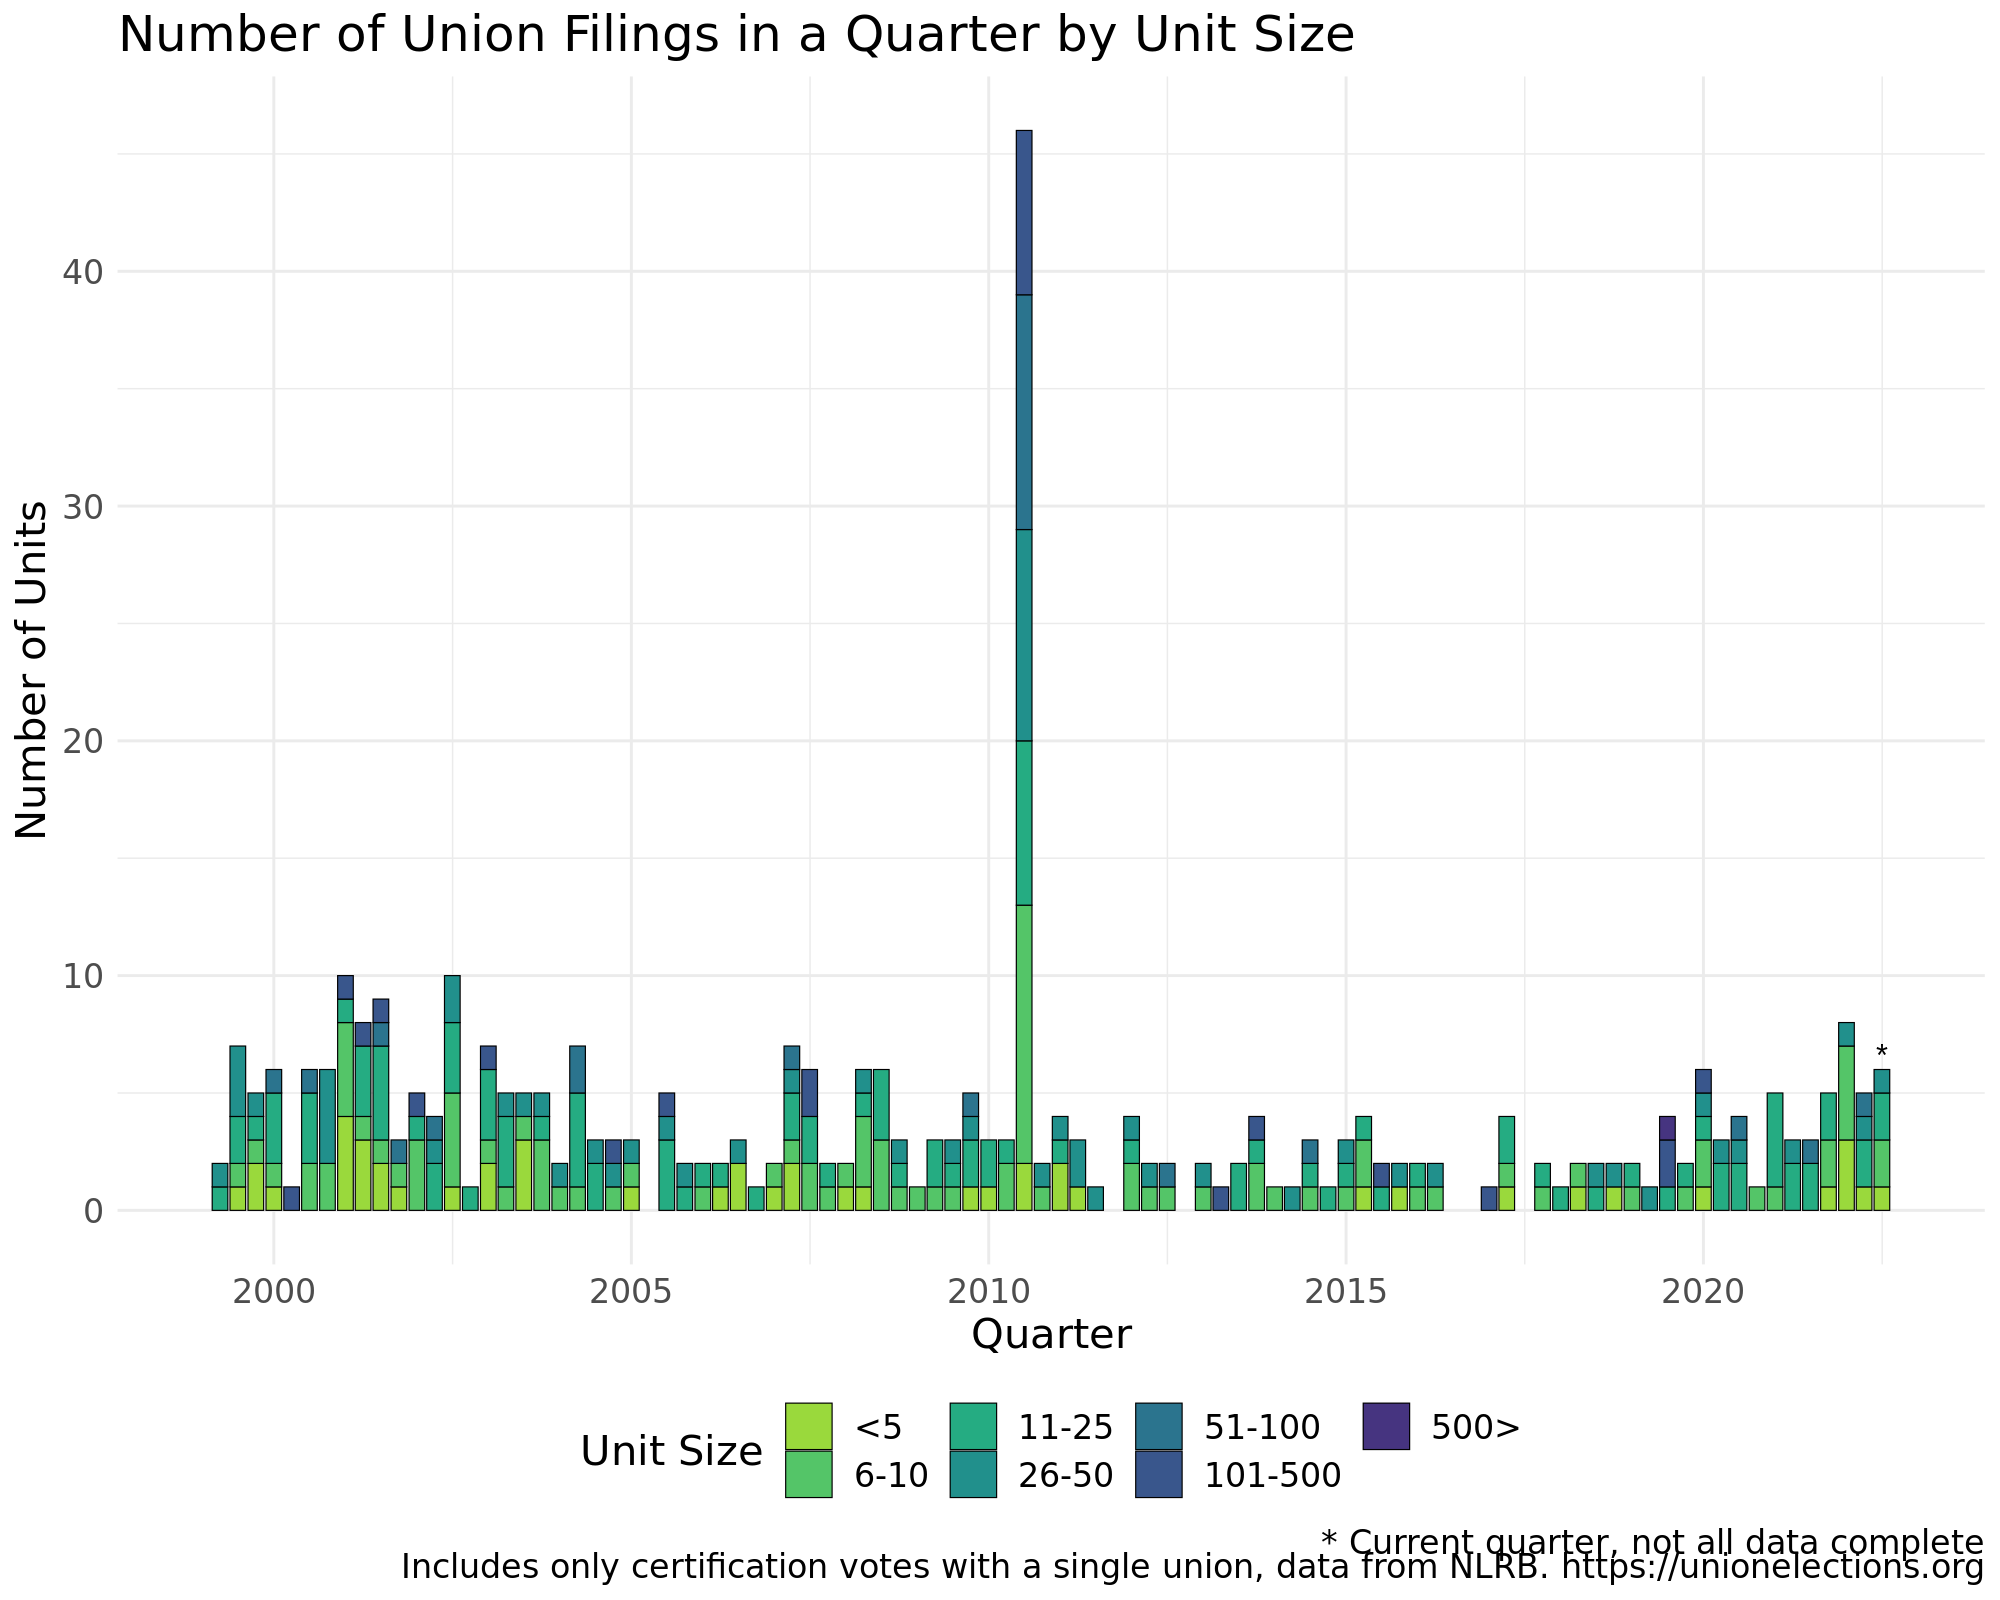 Number of Union Filings in a Quarter by Unit Size
Number of Units
40
30
20
10
0
*
2000 2005 2010 2015 2020
Quarter
Unit Size
<5 11-25 51-100 500>
6-10 26-50 101-500
* Current quarter, not all data complete
Includes only certification votes with a single union, data from NLRB. https://unionelections.org